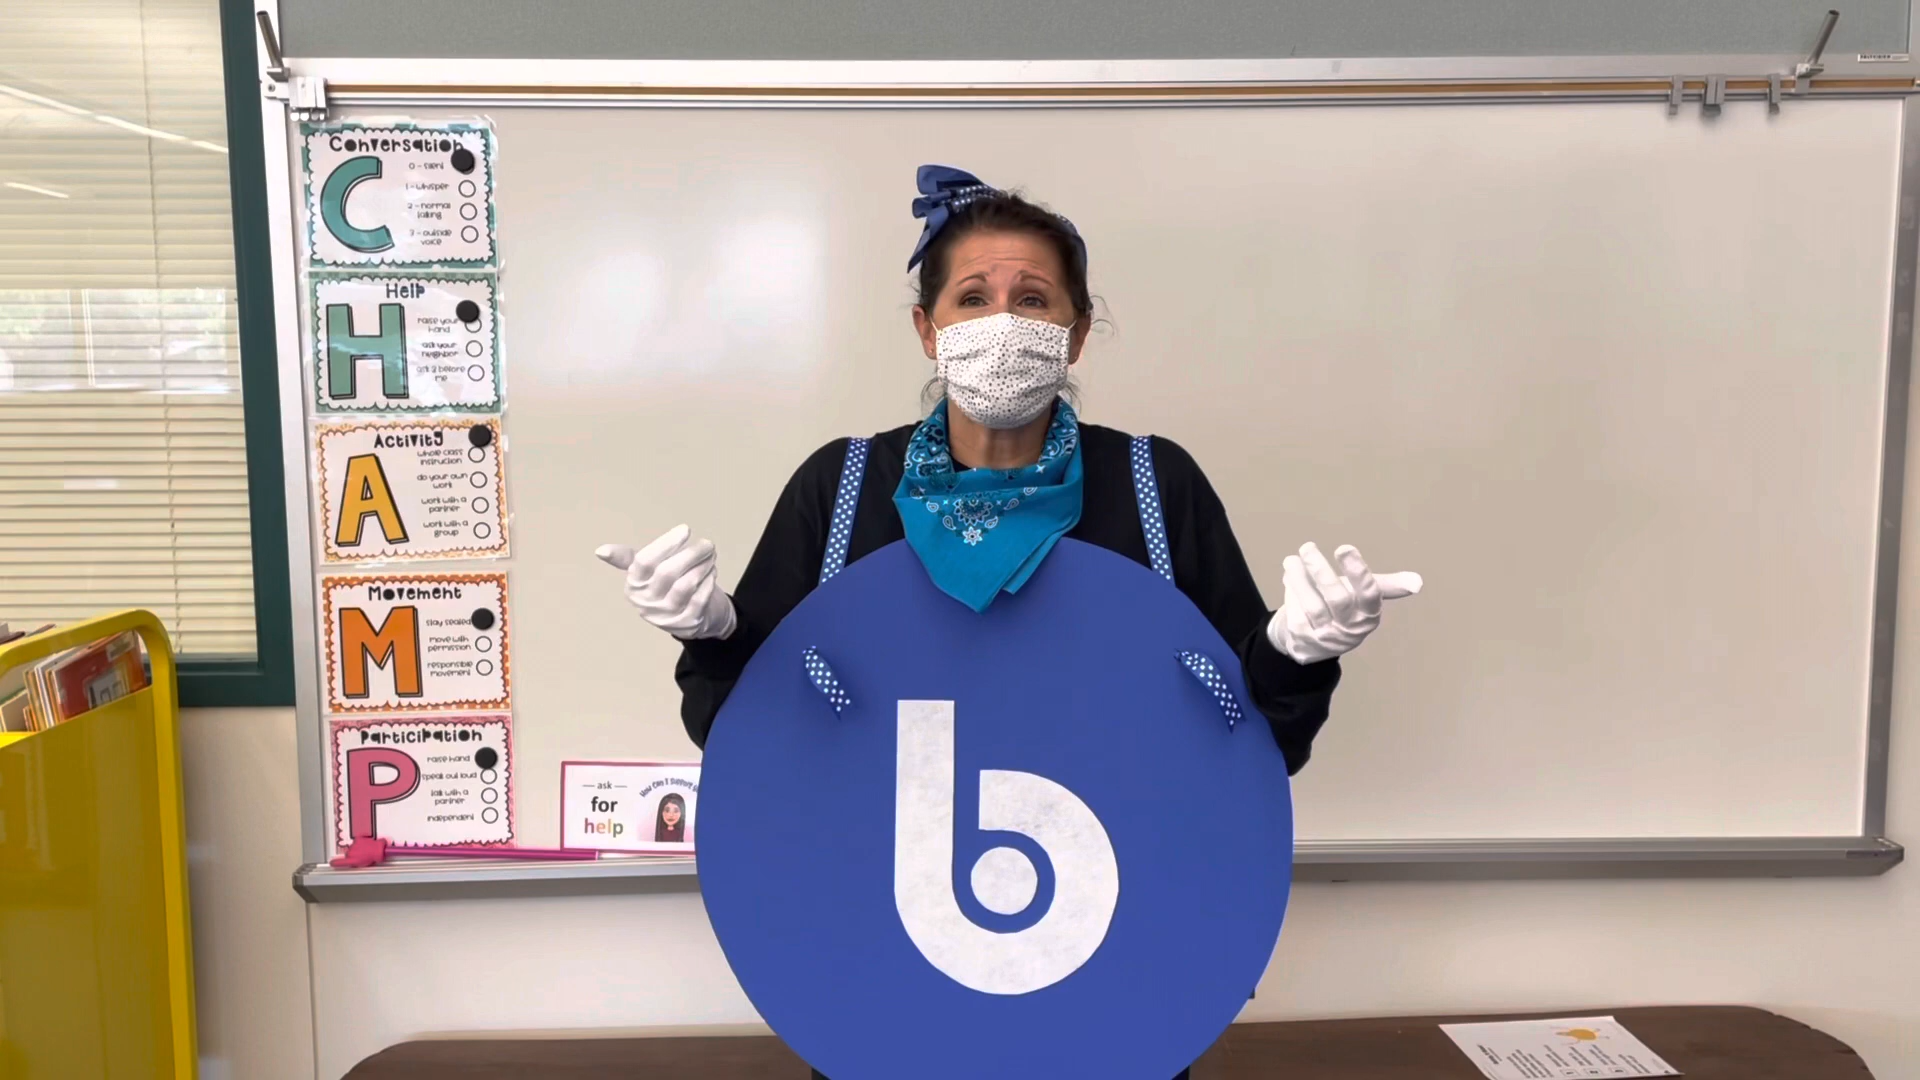 Conversation
C
0 - silent
1 - whisper
2 - normal
talking
3 - outside
voice
Help
H
raise your
hand
ask your
neighbor
ask 3 before
me
Activity
A
whole class
instruction
do your own
work
work with a
partner
work with a
group
Movement
M
stay seated
move with
permission
responsible
movement
Participation
P
raise hand
speak out loud
talk with a
partner
independent
ask
for
help
How Can I Support
b